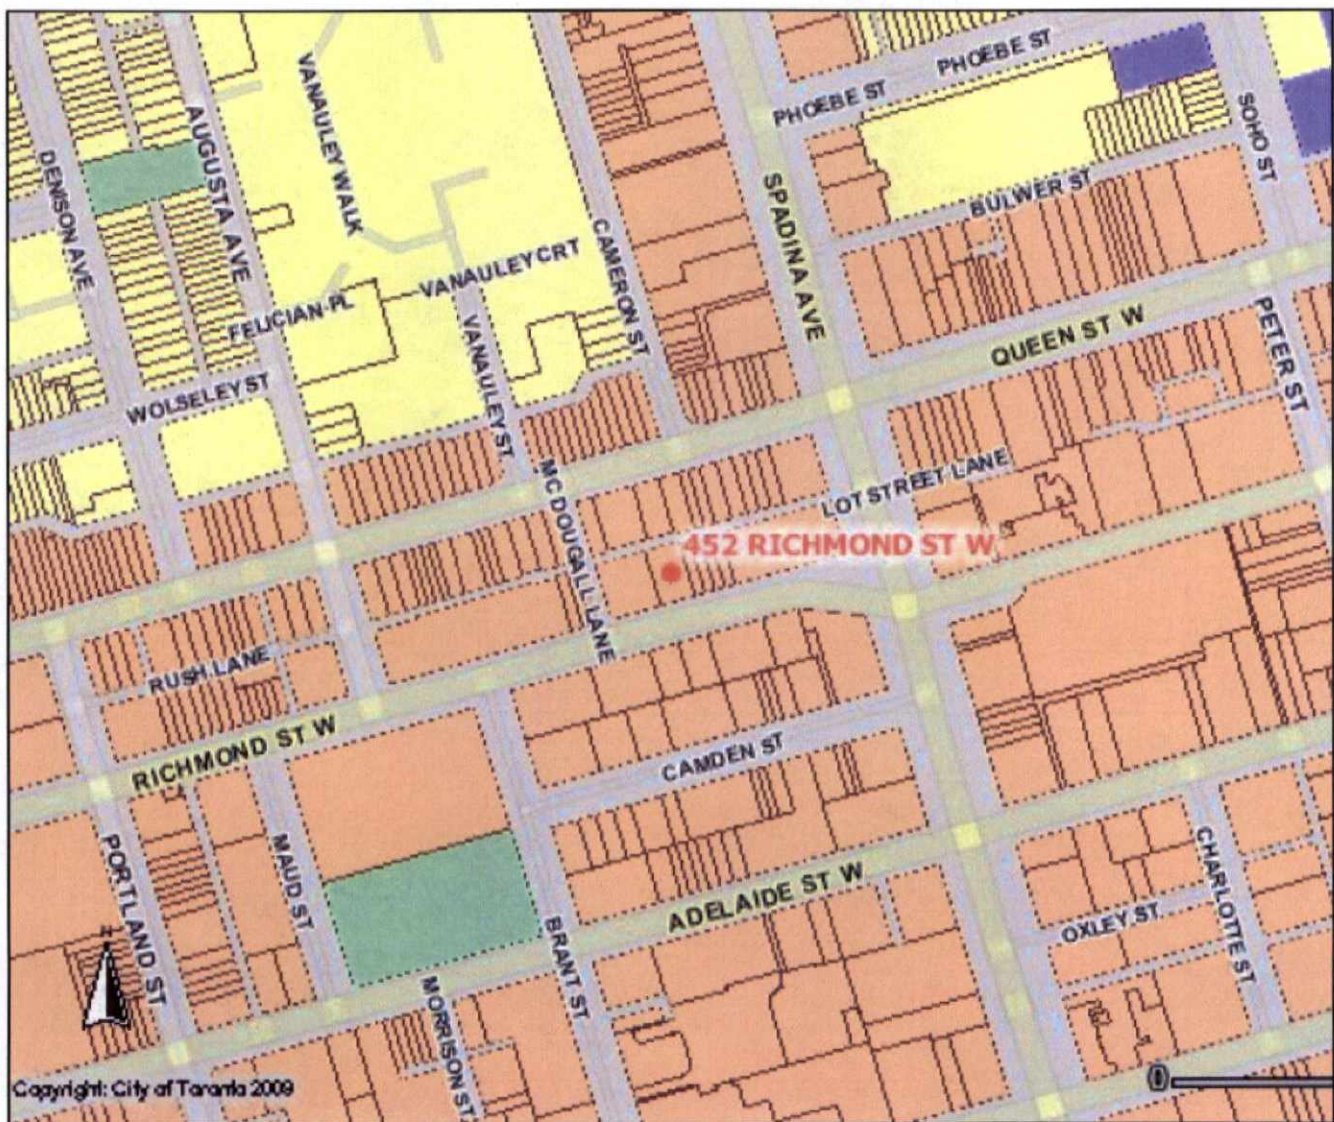 PHOEBE ST
PHOEBE ST
VANAULEY WALK
AUGUSTA AVE
SOHO ST
DENISON AVE
SPADINA AVE
BULWER ST
CAMERON ST
VANAULEY CRT
FELICIAN PL
PETER ST
QUEEN ST W
VANAULEY ST
WOLSELEY ST
MCDOUGALL LANE
LOT STREET LANE
452 RICHMOND ST W
RUSH LANE
RICHMOND ST W
CAMDEN ST
PORTLAND ST
MAUD ST
CHARLOTTE ST
ADELAIDE ST W
BRANT ST
OXLEY ST
MORRISON ST
z
Copyright: City of Toronto 2009
0